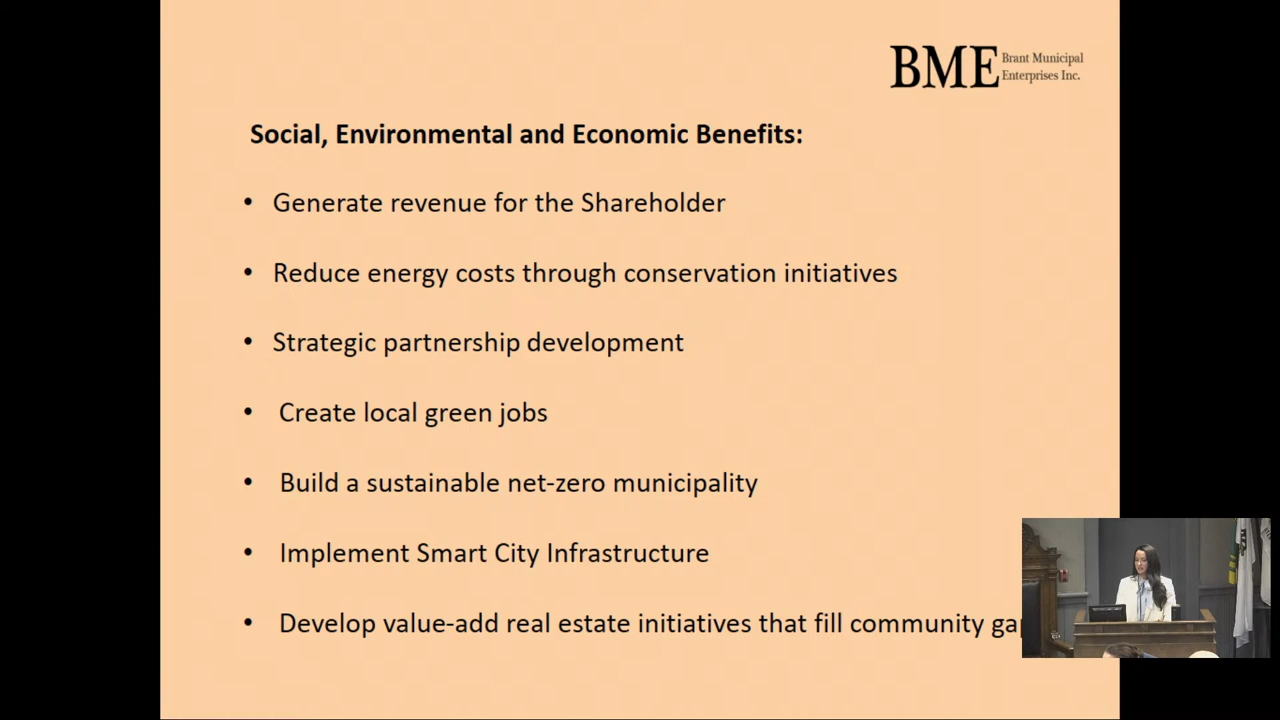 BME Brant Municipal
Enterprises Inc.
Social, Environmental and Economic Benefits:
• Generate revenue for the Shareholder
• Reduce energy costs through conservation initiatives
• Strategic partnership development
• Create local green jobs
• Build a sustainable net-zero municipality
• Implement Smart City Infrastructure
• Develop value-add real estate initiatives that fill community